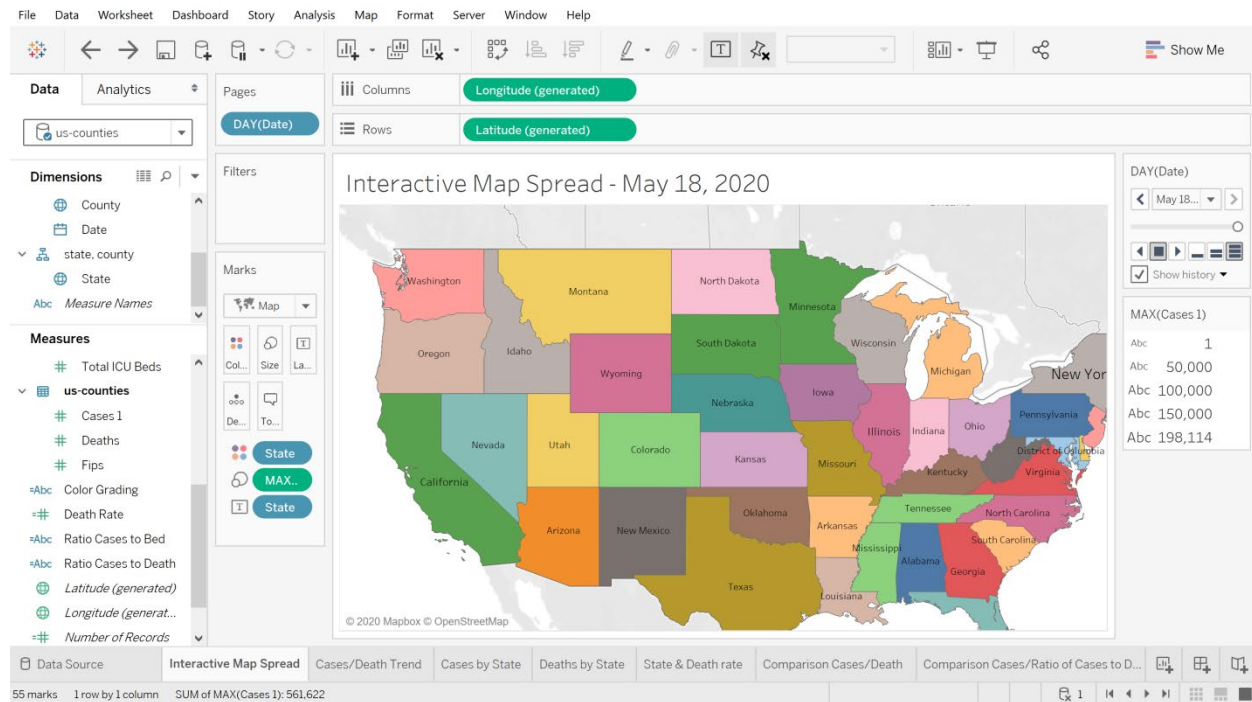 File Data Worksheet Dashboard Story Analysis Map Format Server Window Help
T
Show Me
Data Analytics
us-counties
Dimensions
County
Date
state, county
State
Abc Measure Names
Measures
# Total ICU Beds
us-counties
# Cases 1
# Deaths
# Fips
=Abc Color Grading
=# Death Rate
=Abc Ratio Cases to Bed
=Abc Ratio Cases to Death
Latitude (generated)
Longitude (generat...
=# Number of Records
Pages
DAY(Date)
Filters
Marks
Map
Col... Size La...
De... To...
State
MAX..
State
iii Columns Longitude (generated)
Rows Latitude (generated)
Interactive Map Spread - May 18, 2020
Washington
Montana
North Dakota
Minnesota
Oregon
Idaho
South Dakota
Wisconsin
Michigan
New Yor
Wyoming
Iowa
Nebraska
Pennsylvania
Nevada
Utah
Colorado
Kansas
Illinois
Indiana
Ohio
District of Columbia
California
Missouri
Kentucky
Virginia
Arizona
New Mexico
Oklahoma
Arkansas
Tennessee
North Carolina
South Carolina
Mississippi
Alabama
Georgia
Texas
Louisiana
© 2020 Mapbox © OpenStreetMap
DAY(Date)
May 18...
Show history
MAX(Cases 1)
Abc 1
Abc 50,000
Abc 100,000
Abc 150,000
Abc 198,114
Data Source Interactive Map Spread Cases/Death Trend Cases by State Deaths by State State & Death rate Comparison Cases/Death Comparison Cases/Ratio of Cases to D...
55 marks 1 row by 1 column SUM of MAX(Cases 1): 561,622
1